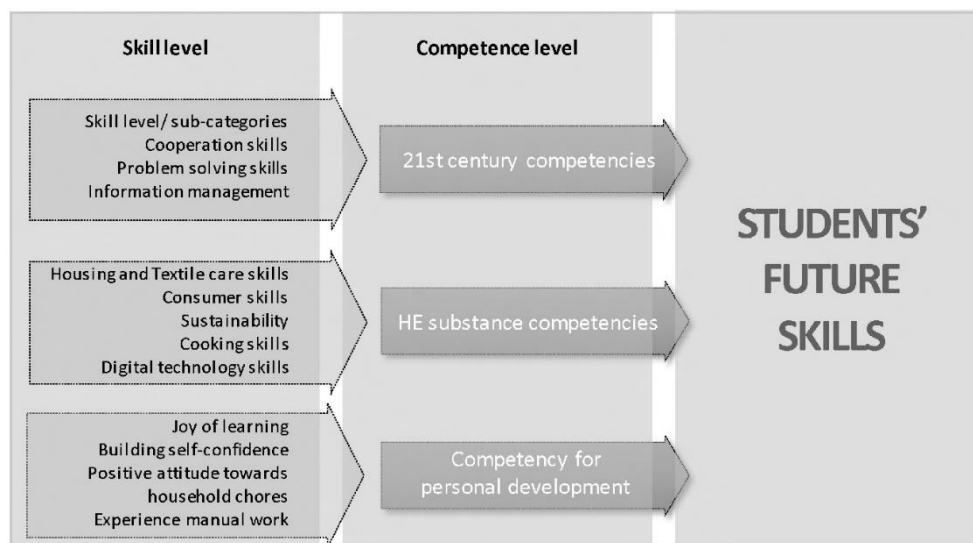 Skill level
Competence level
Skill level/ sub-categories
Cooperation skills
Problem solving skills
Information management
21st century competencies
Housing and Textile care skills
Consumer skills
Sustainability
Cooking skills
Digital technology skills
HE substance competencies
Joy of learning
Building self-confidence
Positive attitude towards
household chores
Experience manual work
Competency for
personal development
STUDENTS'
FUTURE
SKILLS